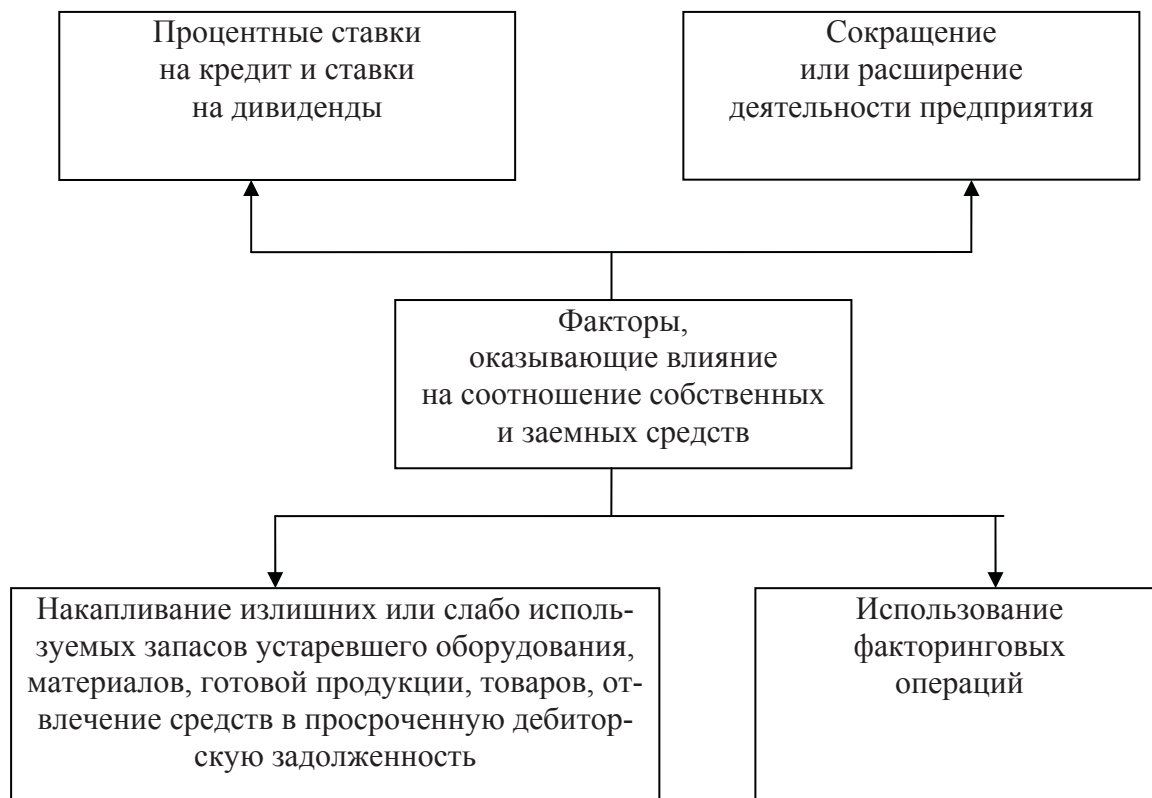 Процентные ставки
на кредит и ставки
на дивиденды
Сокращение
или расширение
деятельности предприятия
Факторы,
оказывающие влияние
на соотношение собственных
и заемных средств
Накапливание излишних или слабо исполь-
зуемых запасов устаревшего оборудования,
материалов, готовой продукции, товаров, от-
влечение средств в просроченную дебитор-
скую задолженность
Использование
факторинговых
операций